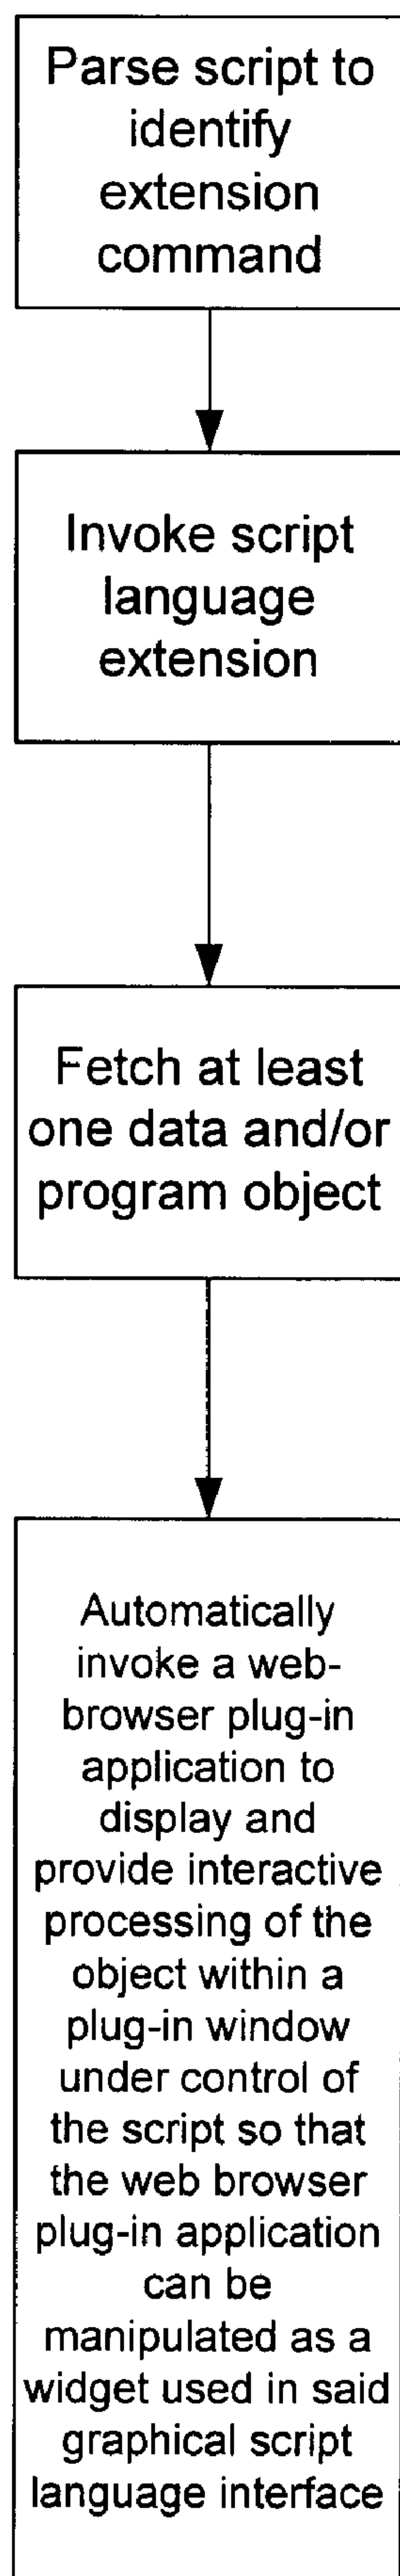 Parse script to
identify
extension
command
Invoke script
language
extension
Fetch at least
one data and/or
program object
Automatically
invoke a web-
browser plug-in
application to
display and
provide interactive
processing of the
object within a
plug-in window
under control of
the script so that
the web browser
plug-in application
can be
manipulated as a
widget used in said
graphical script
language interface